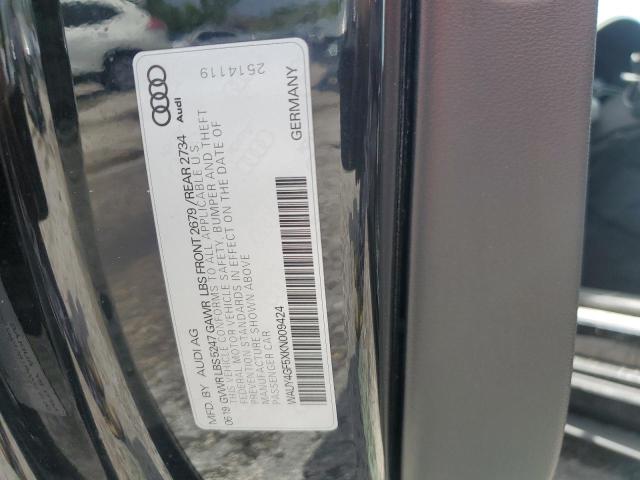 MFD. BY AUDI AG
06-19 GVWR LBS 5247 GAWR LBS FRONT 2679 / REAR 2734
THIS VEHICLE CONFORMS TO ALL APPLICABLE U.S.
FEDERAL MOTOR VEHICLE SAFETY, BUMPER AND THEFT
PREVENTION STANDARDS IN EFFECT ON THE DATE OF
MANUFACTURE SHOWN ABOVE
PASSENGER CAR
WAUY4GF5XKN009424
GERMANY
Audi
2514119